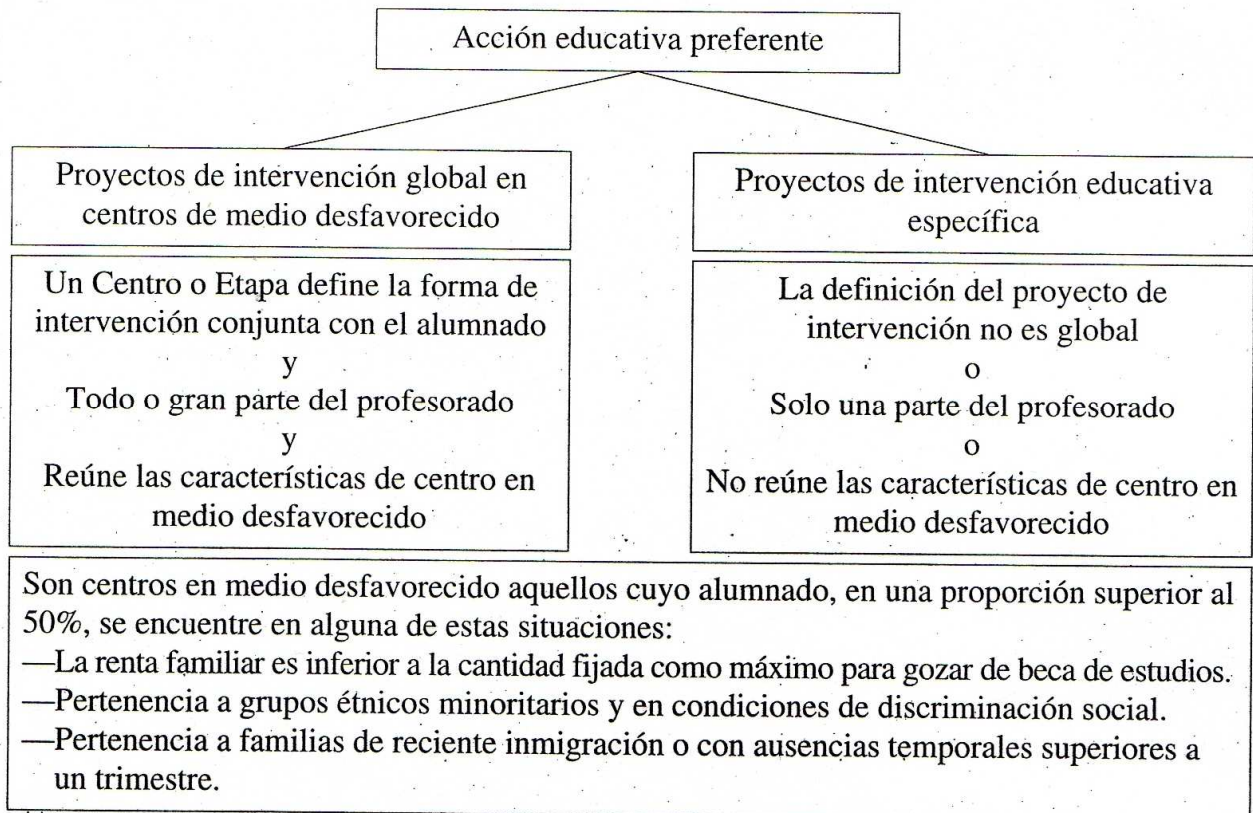 Acción educativa preferente
Proyectos de intervención global en
centros de medio desfavorecido
Un Centro o Etapa define la forma de
intervención conjunta con el alumnado
y
Todo o gran parte del profesorado
y
Reúne las características de centro en
medio desfavorecido
Proyectos de intervención educativa
específica
La definición del proyecto de
intervención no es global
o
Solo una parte del profesorado
o
No reúne las características de centro en
medio desfavorecido
Son centros en medio desfavorecido aquellos cuyo alumnado, en una proporción superior al
50%, se encuentre en alguna de estas situaciones:
—La renta familiar es inferior a la cantidad fijada como máximo para gozar de beca de estudios.
—Pertenencia a grupos étnicos minoritarios y en condiciones de discriminación social.
—Pertenencia a familias de reciente inmigración o con ausencias temporales superiores a
un trimestre.